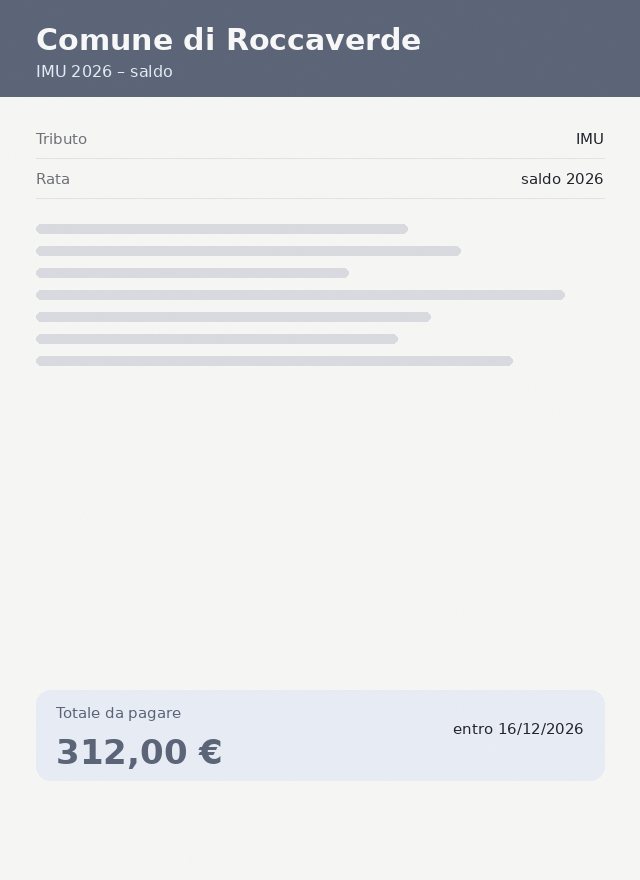 Comune di Roccaverde
IMU 2026 – saldo
Tributo IMU
Rata saldo 2026
Totale da pagare
entro 16/12/2026
312,00 €